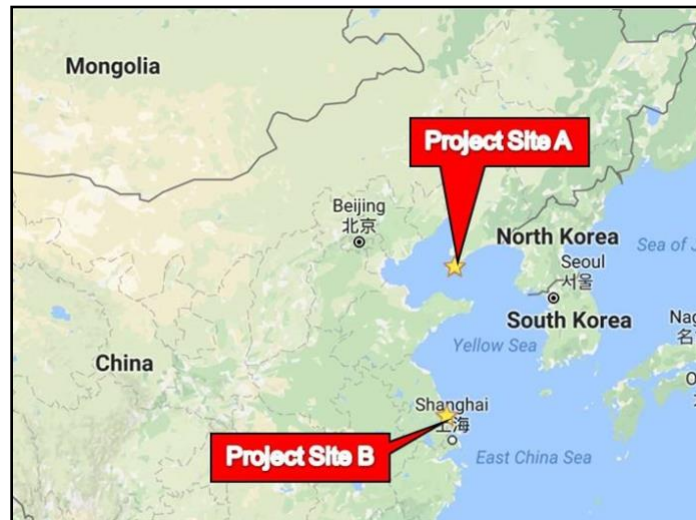 Mongolia
Project Site A
Beijing
北京
North Korea
Sea of J
Seoul
서울
South Korea
Nag
名
Yellow Sea
China
O
Shanghai
上海
Project Site B
East China Sea